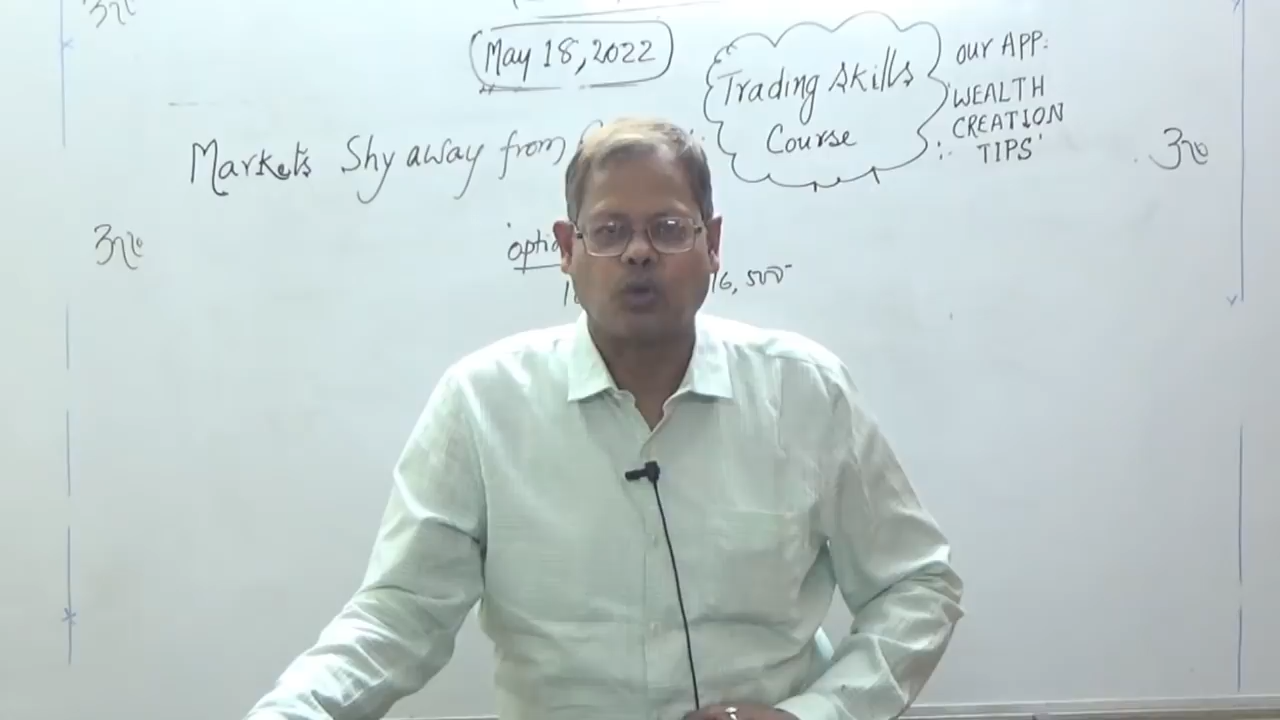 May 18, 2022
Trading Skills
Course
our APP:
WEALTH
CREATION
TIPS'
Markets Shy away from
16, 500